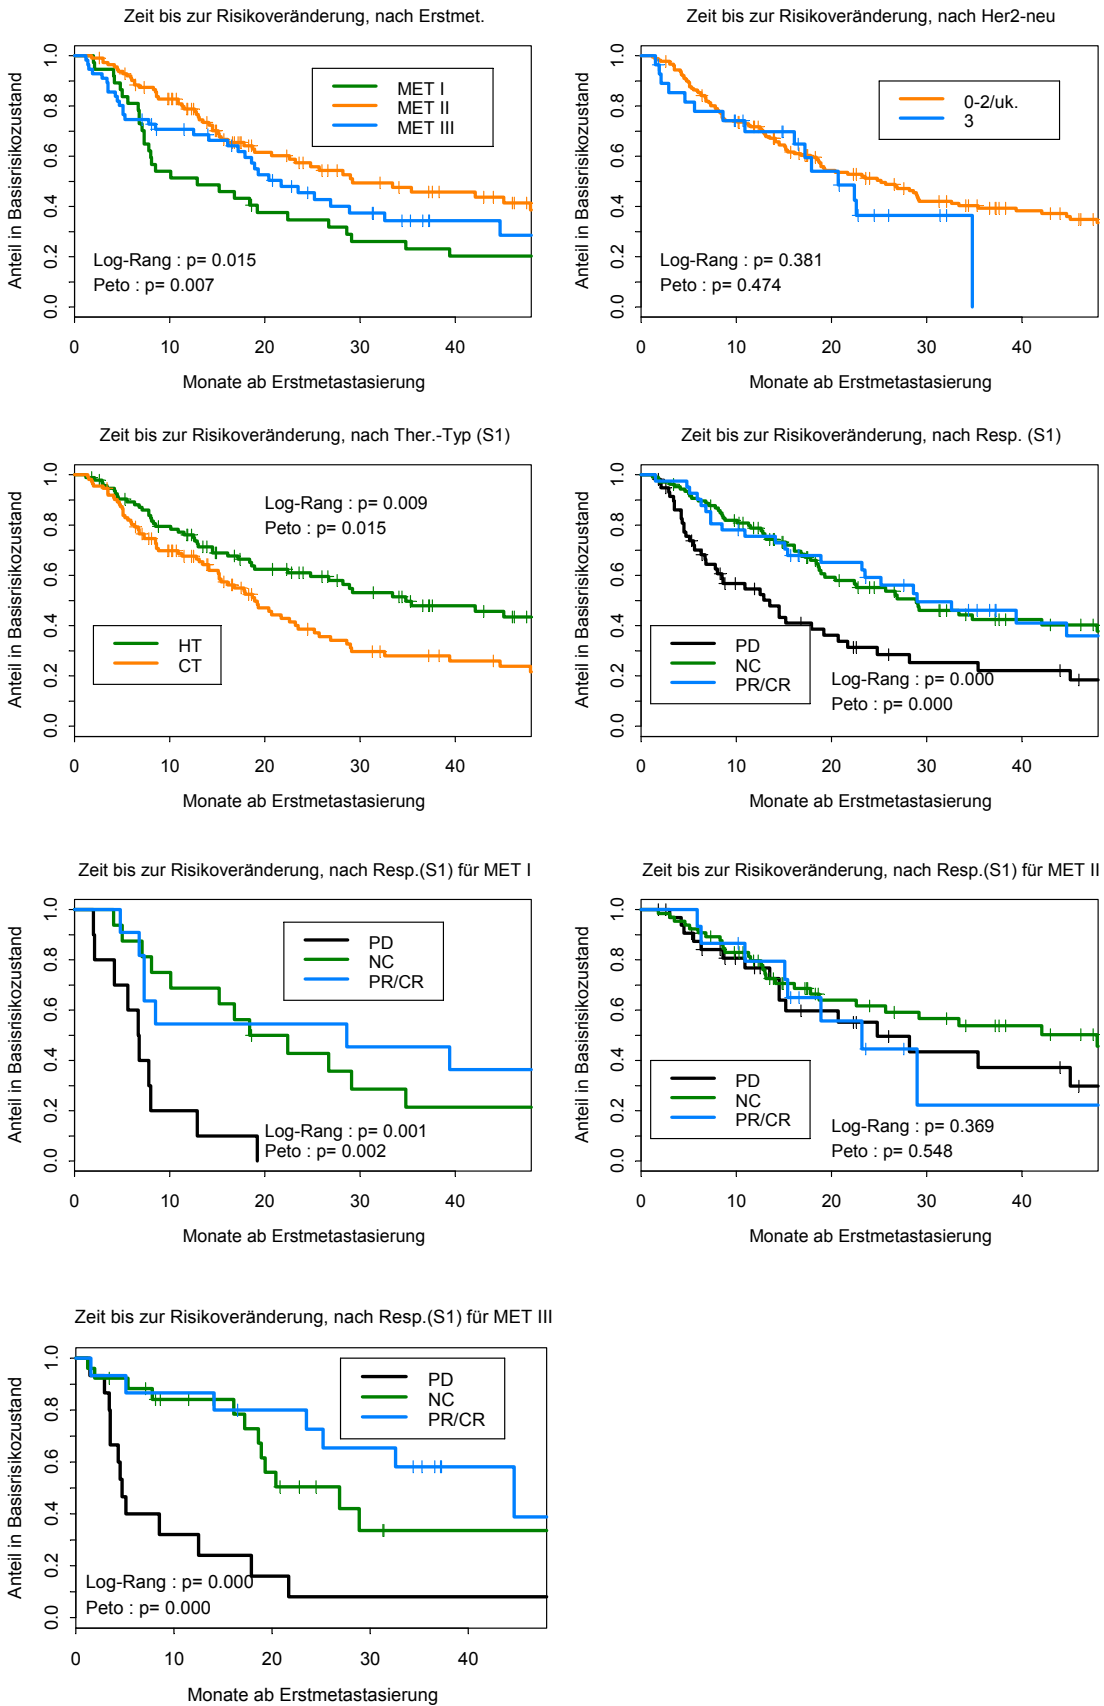 Zeit bis zur Risikoveränderung, nach Erstmet.
Anteil in Basisrisikozustand
1.0
0.8
0.6
0.4
0.2
0.0
MET I
MET II
MET III
Log-Rang : p= 0.015
Peto : p= 0.007
0 10 20 30 40
Monate ab Erstmetastasierung
Zeit bis zur Risikoveränderung, nach Her2-neu
Anteil in Basisrisikozustand
1.0
0.8
0.6
0.4
0.2
0.0
0-2/uk.
3
Log-Rang : p= 0.381
Peto : p= 0.474
0 10 20 30 40
Monate ab Erstmetastasierung
Zeit bis zur Risikoveränderung, nach Ther.-Typ (S1)
Anteil in Basisrisikozustand
1.0
0.8
0.6
0.4
0.2
0.0
Log-Rang : p= 0.009
Peto : p= 0.015
HT
CT
0 10 20 30 40
Monate ab Erstmetastasierung
Zeit bis zur Risikoveränderung, nach Resp. (S1)
Anteil in Basisrisikozustand
1.0
0.8
0.6
0.4
0.2
0.0
PD
NC
PR/CR
Log-Rang : p= 0.000
Peto : p= 0.000
0 10 20 30 40
Monate ab Erstmetastasierung
Zeit bis zur Risikoveränderung, nach Resp.(S1) für MET I
Anteil in Basisrisikozustand
1.0
0.8
0.6
0.4
0.2
0.0
PD
NC
PR/CR
Log-Rang : p= 0.001
Peto : p= 0.002
0 10 20 30 40
Monate ab Erstmetastasierung
Zeit bis zur Risikoveränderung, nach Resp.(S1) für MET II
Anteil in Basisrisikozustand
1.0
0.8
0.6
0.4
0.2
0.0
PD
NC
PR/CR
Log-Rang : p= 0.369
Peto : p= 0.548
0 10 20 30 40
Monate ab Erstmetastasierung
Zeit bis zur Risikoveränderung, nach Resp.(S1) für MET III
Anteil in Basisrisikozustand
1.0
0.8
0.6
0.4
0.2
0.0
PD
NC
PR/CR
Log-Rang : p= 0.000
Peto : p= 0.000
0 10 20 30 40
Monate ab Erstmetastasierung